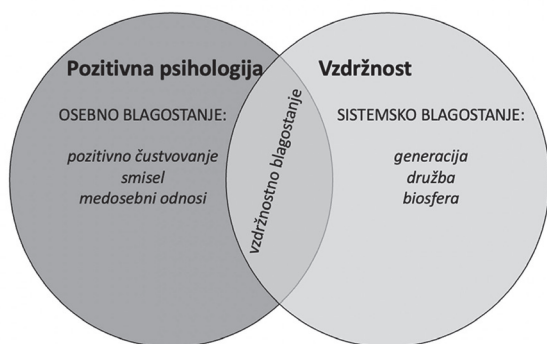 Pozitivna psihologija
OSEBNO BLAGOSTANJE:
pozitivno čustvovanje
smisel
medosebni odnosi
vzdržnostno blagostanje
Vzdržnost
SISTEMSKO BLAGOSTANJE:
generacija
družba
biosfera